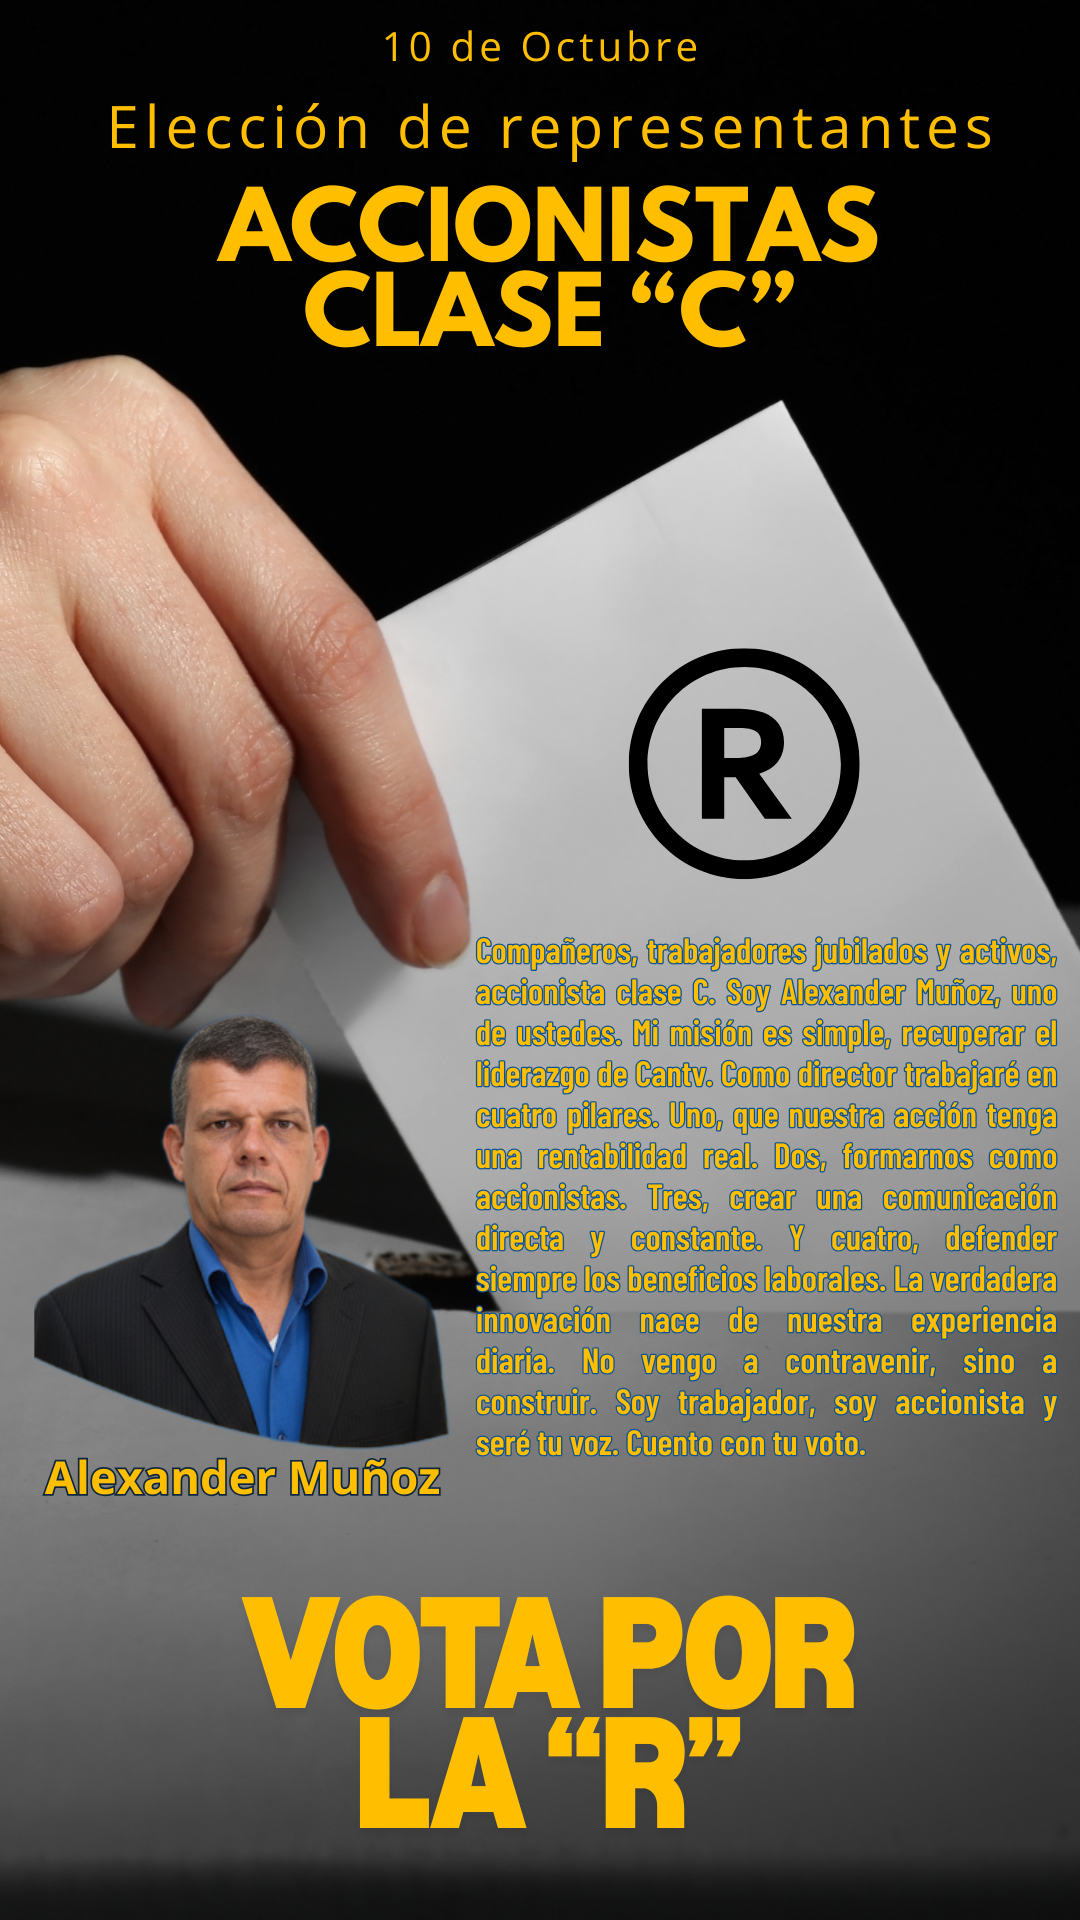 10 de Octubre
Elección de representantes
ACCIONISTAS
CLASE “C”
R
Compañeros, trabajadores jubilados y activos,
accionista clase C. Soy Alexander Muñoz, uno
de ustedes. Mi misión es simple, recuperar el
liderazgo de Cantv. Como director trabajaré en
cuatro pilares. Uno, que nuestra acción tenga
una rentabilidad real. Dos, formarnos como
accionistas. Tres, crear una comunicación
directa y constante. Y cuatro, defender
siempre los beneficios laborales. La verdadera
innovación nace de nuestra experiencia
diaria. No vengo a contravenir, sino a
construir. Soy trabajador, soy accionista y
seré tu voz. Cuento con tu voto.
Alexander Muñoz
VOTA POR
LA “R”